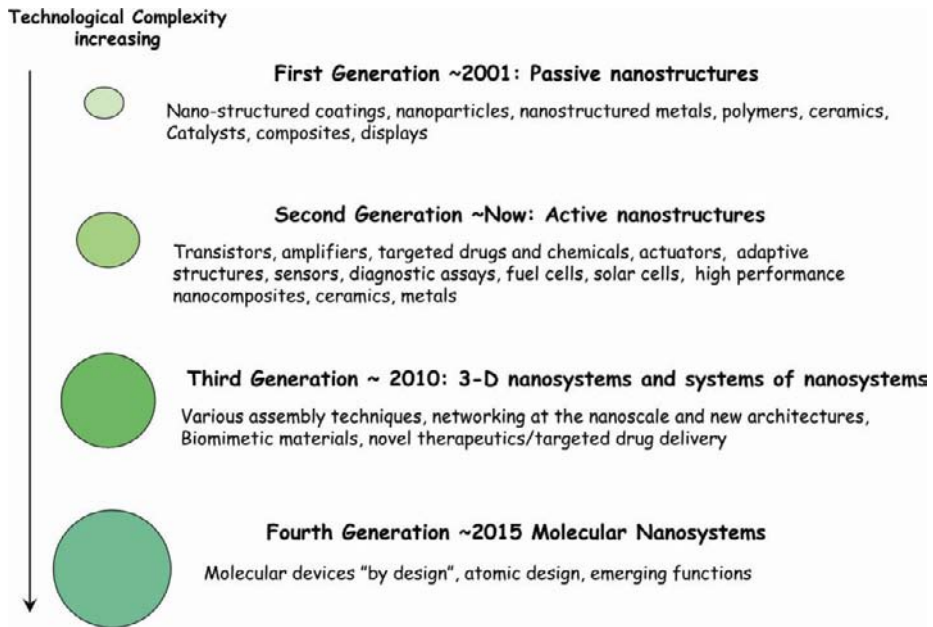 Technological Complexity
increasing
First Generation ~2001: Passive nanostructures
Nano-structured coatings, nanoparticles, nanostructured metals, polymers, ceramics,
Catalysts, composites, displays
Second Generation ~Now: Active nanostructures
Transistors, amplifiers, targeted drugs and chemicals, actuators, adaptive
structures, sensors, diagnostic assays, fuel cells, solar cells, high performance
nanocomposites, ceramics, metals
Third Generation ~ 2010: 3-D nanosystems and systems of nanosystems
Various assembly techniques, networking at the nanoscale and new architectures,
Biomimetic materials, novel therapeutics/targeted drug delivery
Fourth Generation ~2015 Molecular Nanosystems
Molecular devices "by design", atomic design, emerging functions